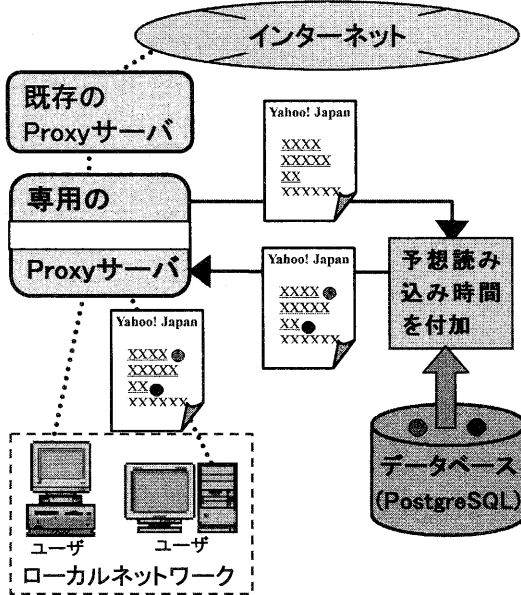 インターネット
既存の
Proxyサーバ
Yahoo! Japan
XXXX
XXXXX
XX
XXXXXX
専用の
Proxyサーバ
Yahoo! Japan
XXXX
XXXXX
XX
XXXXXX
予想読み
込み時間
を付加
Yahoo! Japan
XXXX
XXXXX
XX
XXXXXX
データベース
(PostgreSQL)
ユーザ
ユーザ
ローカルネットワーク